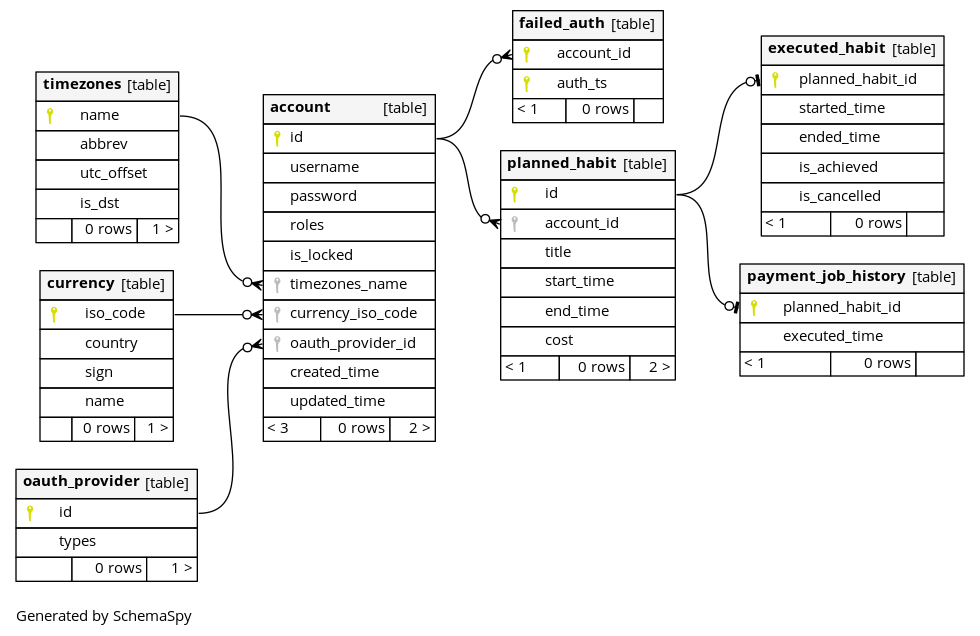 timezones [table]
name
abbrev
utc_offset
is_dst
0 rows 1 >
currency [table]
iso_code
country
sign
name
0 rows 1 >
oauth_provider [table]
id
types
0 rows 1 >
account [table]
id
username
password
roles
is_locked
timezones_name
currency_iso_code
oauth_provider_id
created_time
updated_time
< 3 0 rows 2 >
failed_auth [table]
account_id
auth_ts
< 1 0 rows
planned_habit [table]
id
account_id
title
start_time
end_time
cost
< 1 0 rows 2 >
executed_habit [table]
planned_habit_id
started_time
ended_time
is_achieved
is_cancelled
< 1 0 rows
payment_job_history [table]
planned_habit_id
executed_time
< 1 0 rows
Generated by SchemaSpy